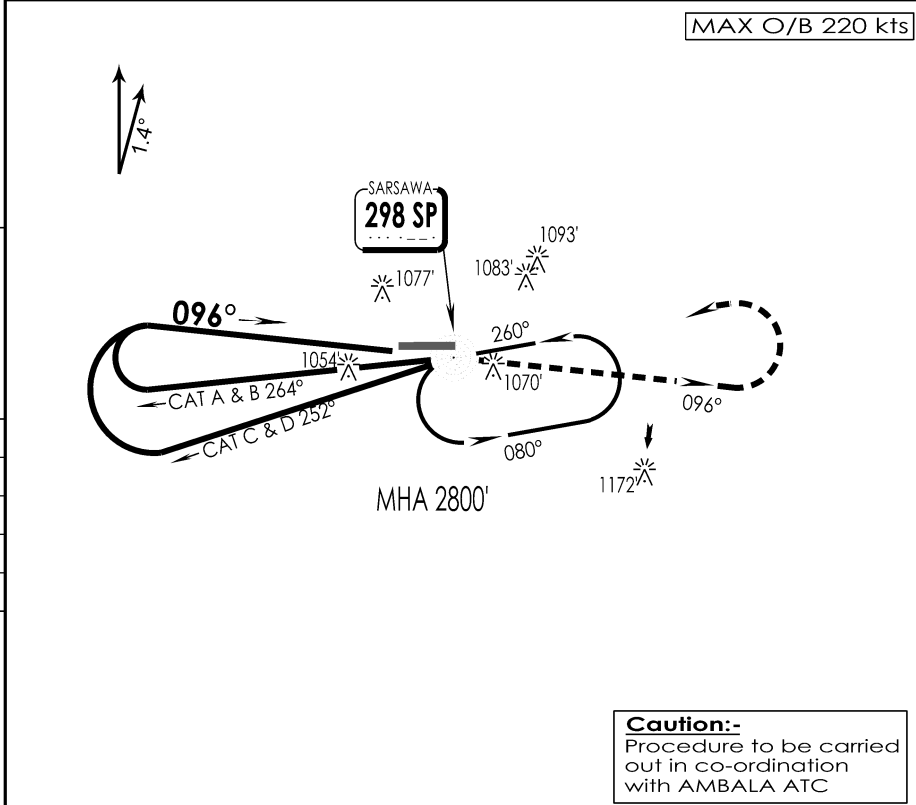 MAX O/B 220 kts
1.4°
SARSAWA
298 SP
... .__.
1093'
1083'
1077'
096°
260°
1054'
1070'
CAT A & B 264°
096°
CAT C & D 252°
080°
1172'
MHA 2800'
Caution:-
Procedure to be carried
out in co-ordination
with AMBALA ATC